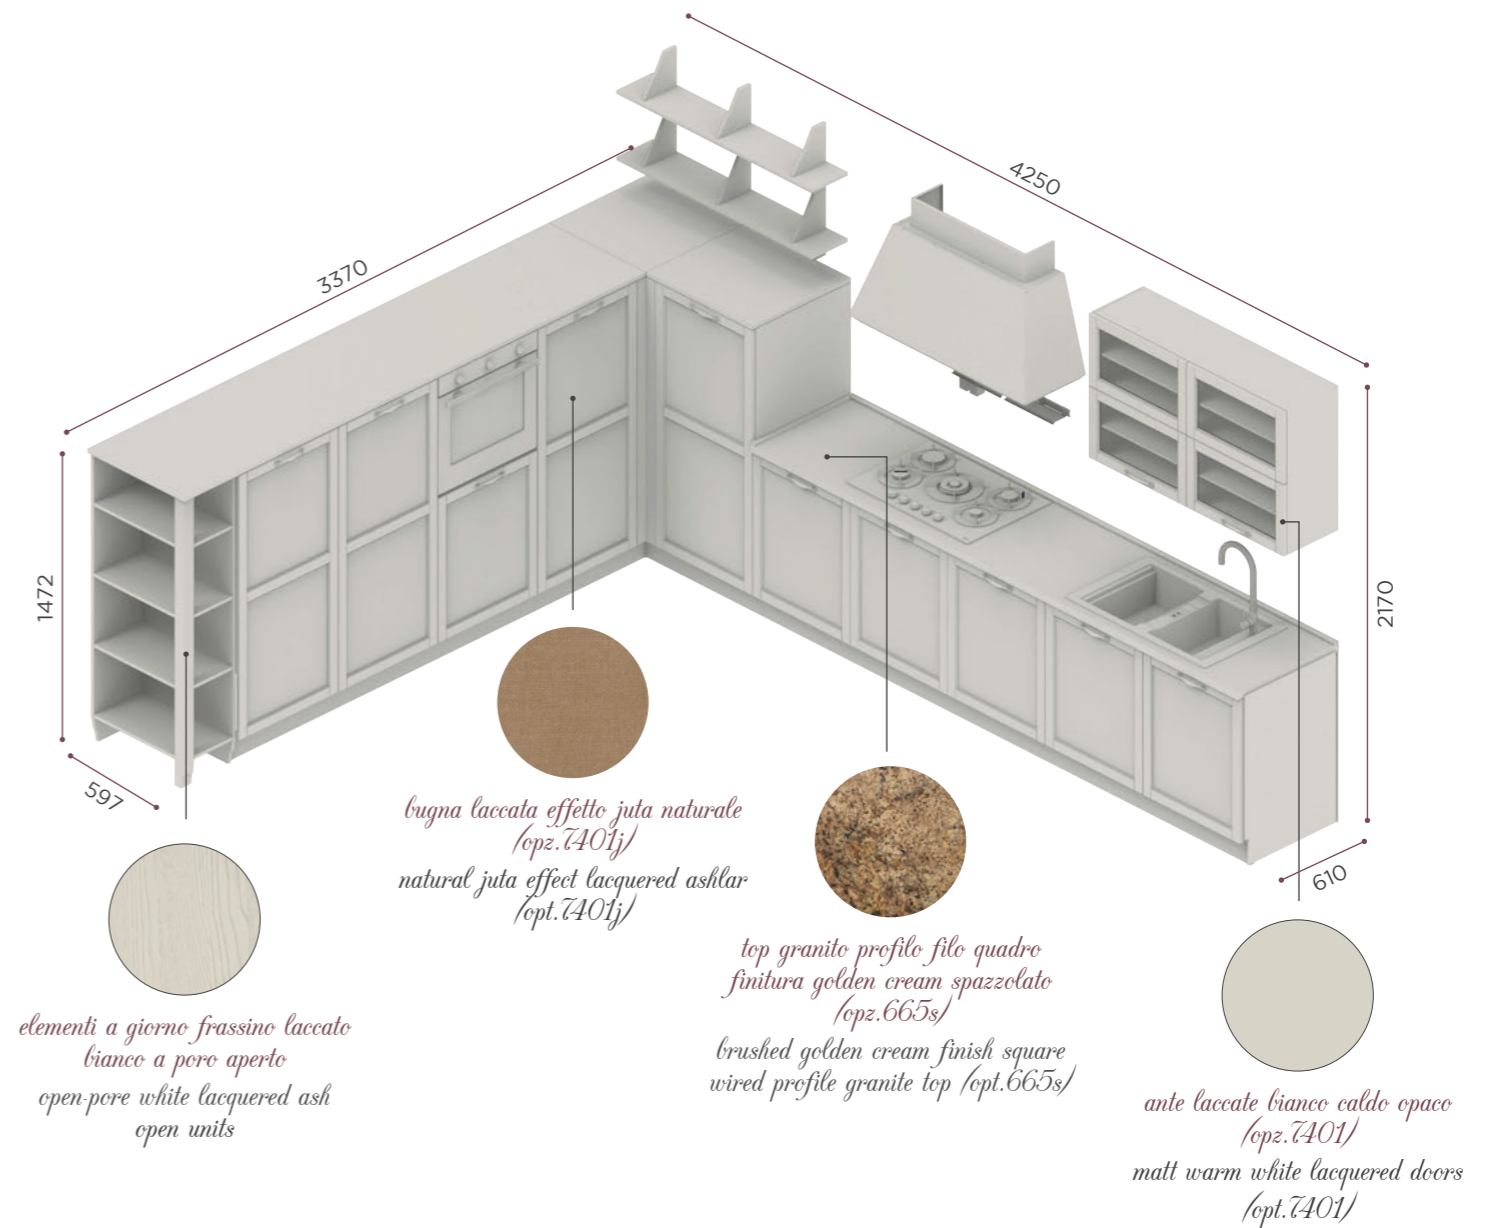 4250
3370
1472
2170
597
610
bugna laccata effetto juta naturale
(opz.7401j)
natural juta effect lacquered ashlar
(opt.7401j)
elementi a giorno frassino laccato
bianco a poro aperto
open-pore white lacquered ash
open units
top granito profilo filo quadro
finitura golden cream spazzolato
(opz.665s)
brushed golden cream finish square
wired profile granite top (opt.665s)
ante laccate bianco caldo opaco
(opz.7401)
matt warm white lacquered doors
(opt.7401)